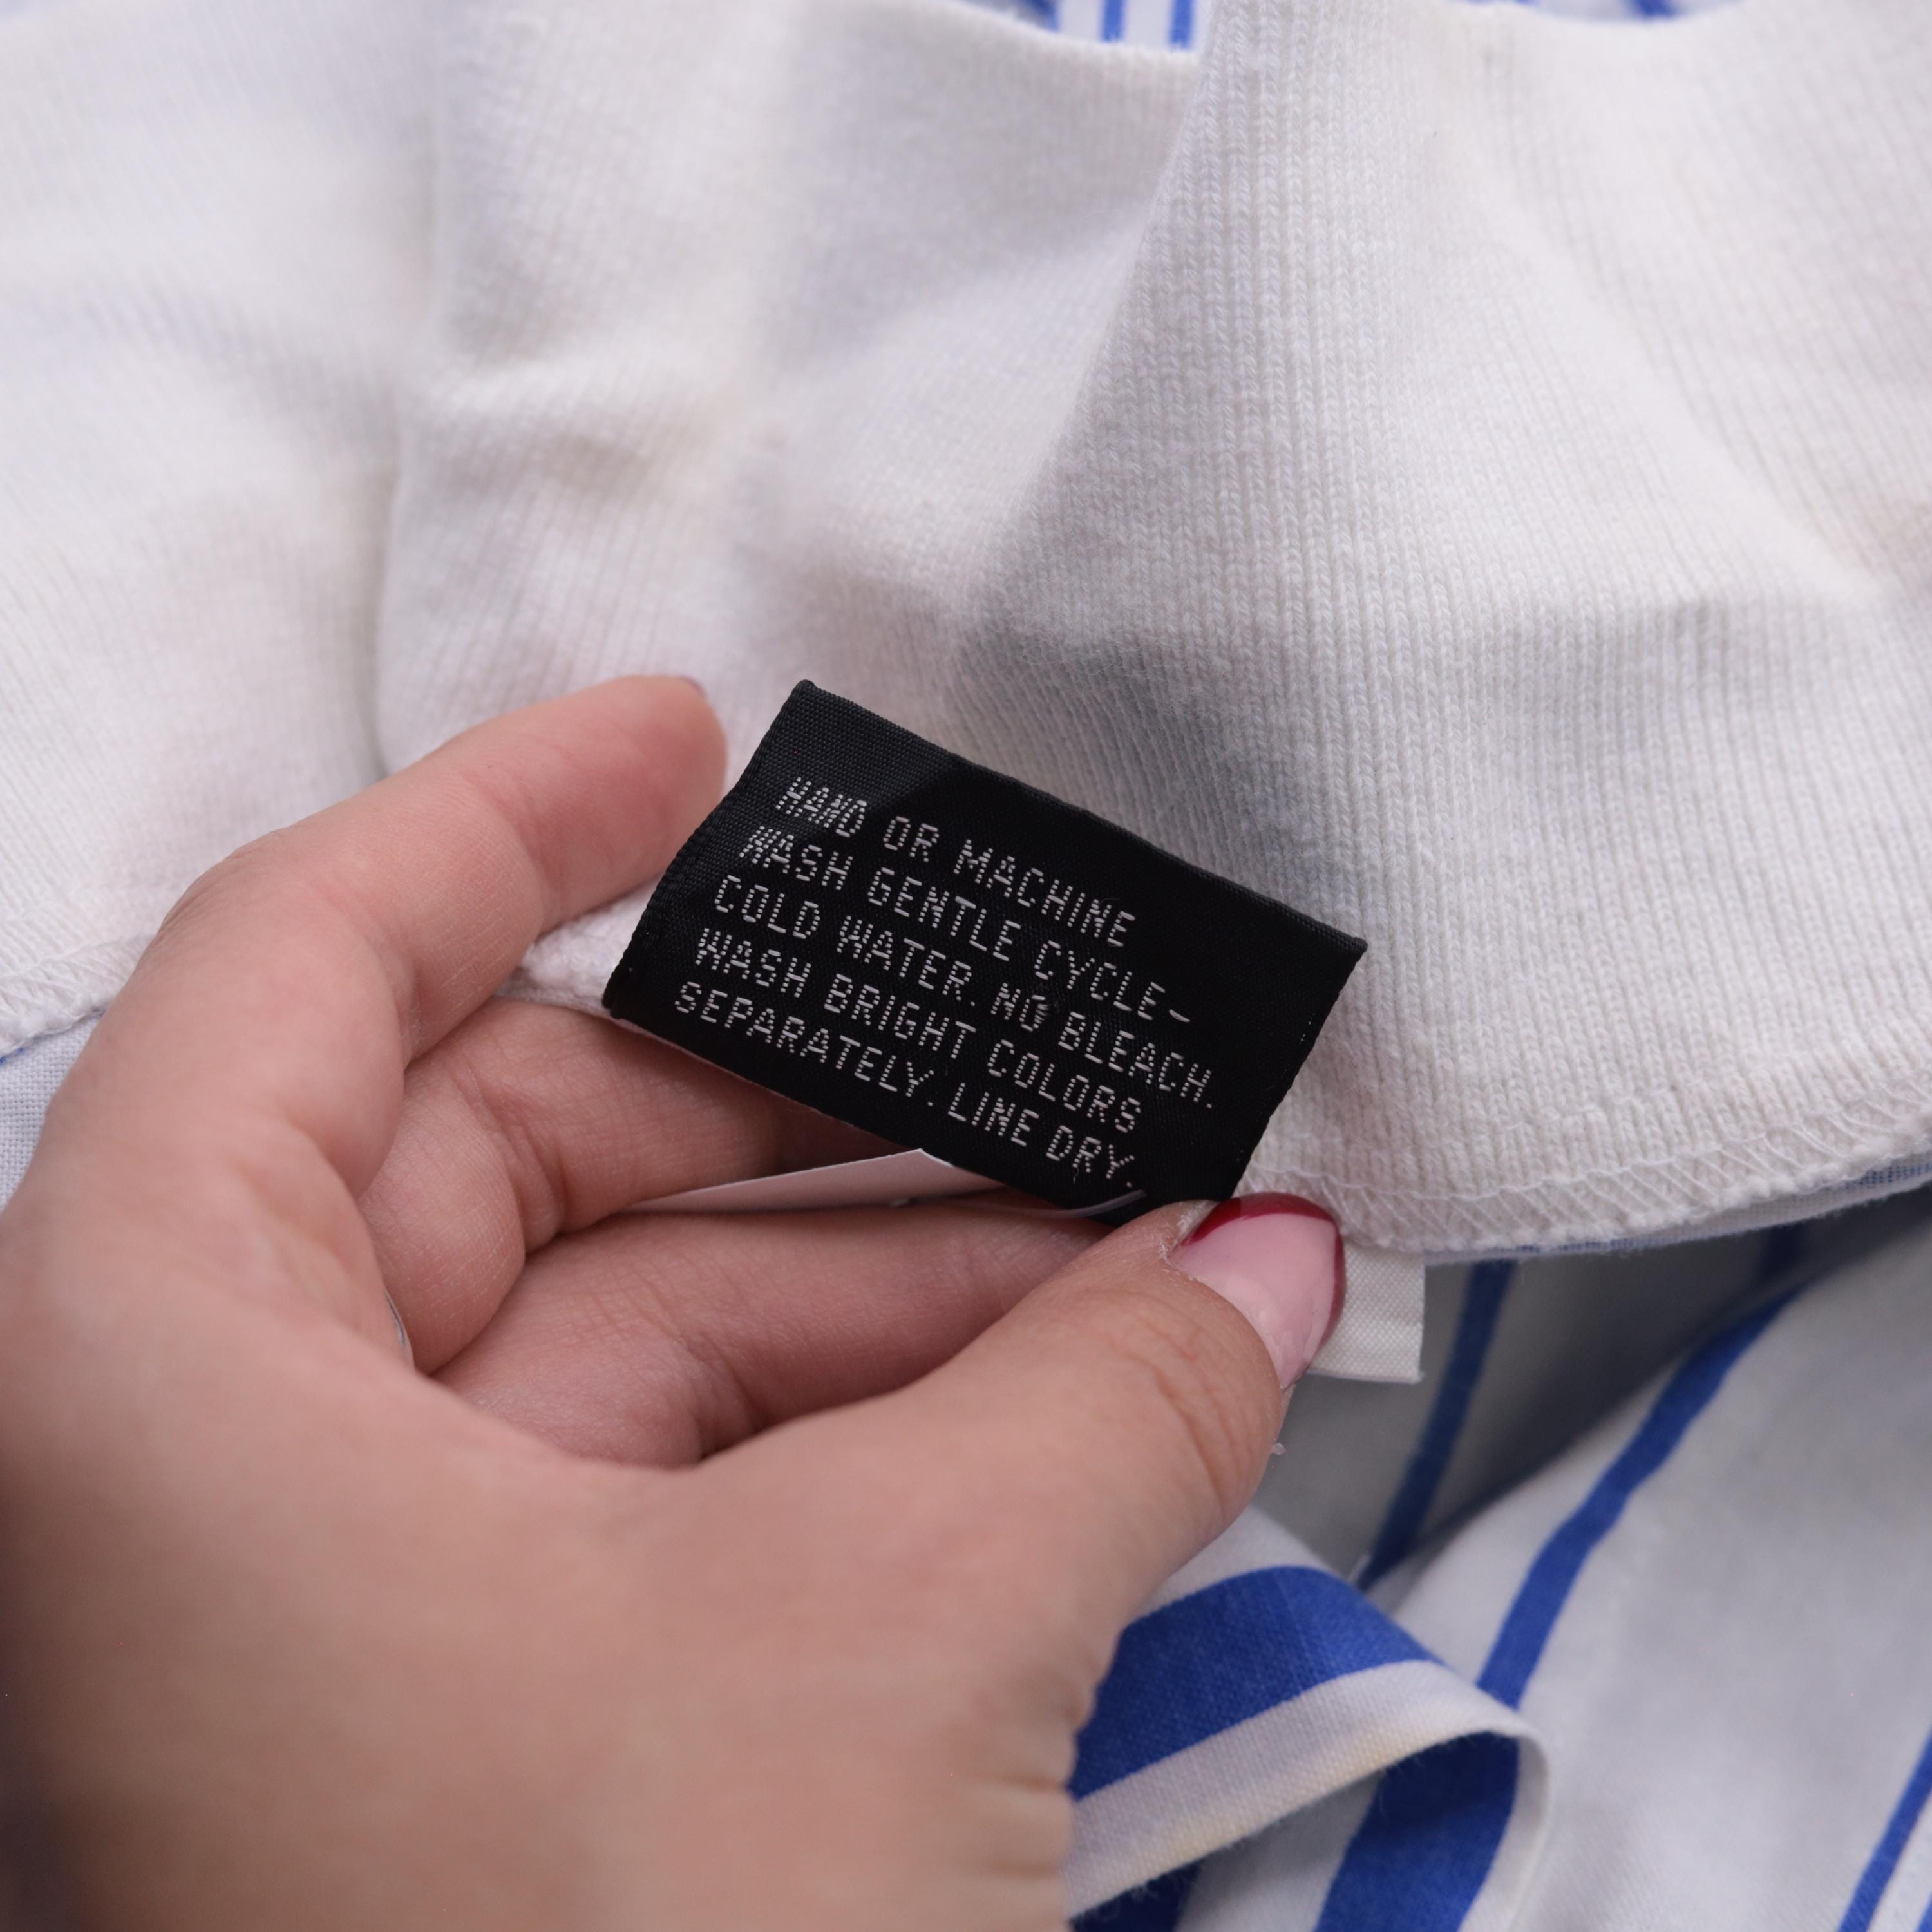 HAND OR MACHINE
WASH GENTLE CYCLE-
COLD WATER. NO BLEACH.
WASH BRIGHT COLORS
SEPARATELY. LINE DRY.